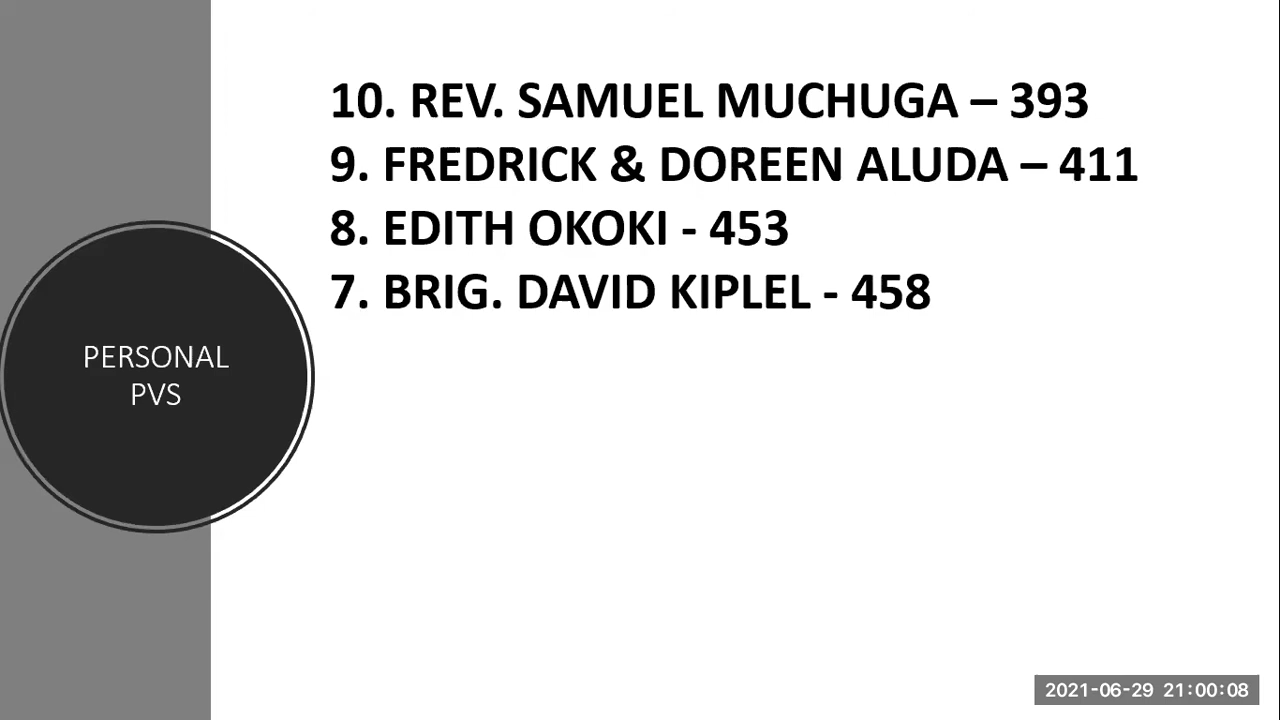 10. REV. SAMUEL MUCHUGA – 393
9. FREDRICK & DOREEN ALUDA – 411
8. EDITH OKOKI - 453
7. BRIG. DAVID KIPLEL - 458
PERSONAL
PVS
2021-06-29 21:00:08